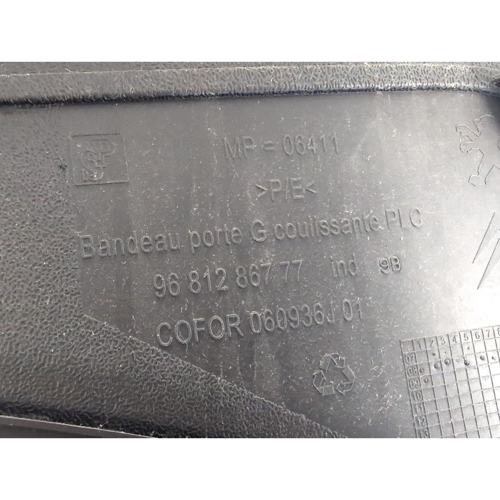 MP = 06411
>P/E<
Bandeau porte G coulissante PLC
96 812 867 77 ind 9B
COFOR 060936J 01